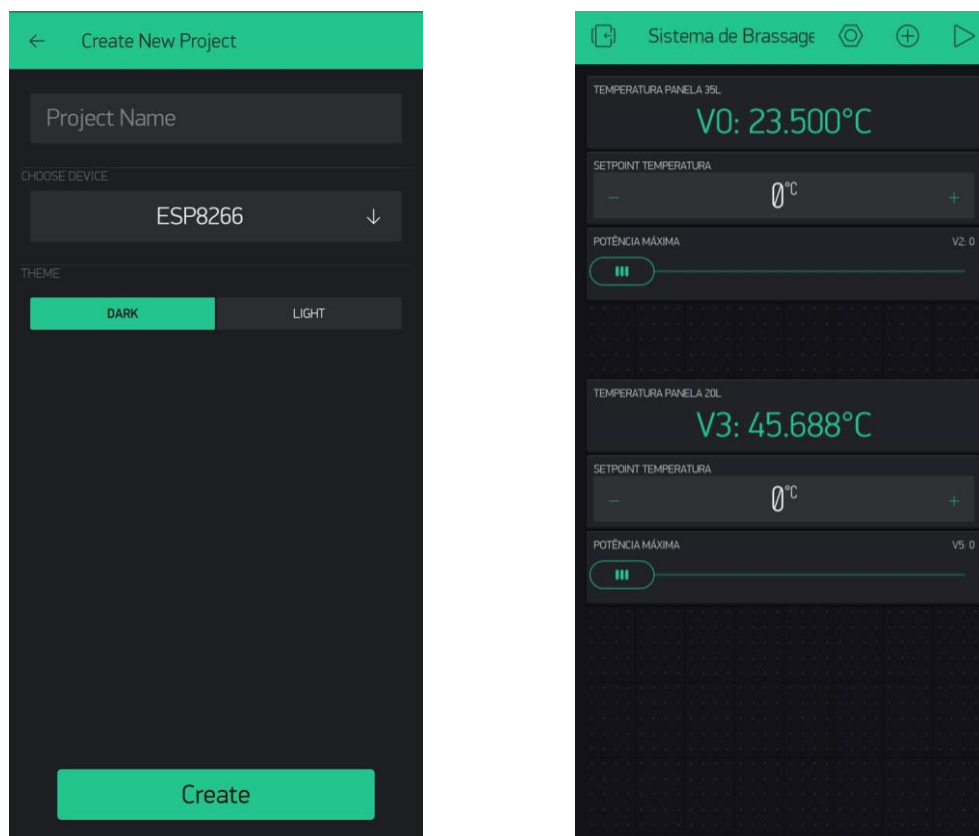 Create New Project
Project Name
CHOOSE DEVICE
ESP8266
THEME
DARK
LIGHT
Create
Sistema de Brassage
TEMPERATURA PANELA 35L
V0: 23.500°C
SETPOINT TEMPERATURA
- 0°C +
POTÊNCIA MÁXIMA
V2: 0
TEMPERATURA PANELA 20L
V3: 45.688°C
SETPOINT TEMPERATURA
- 0°C +
POTÊNCIA MÁXIMA
V5: 0